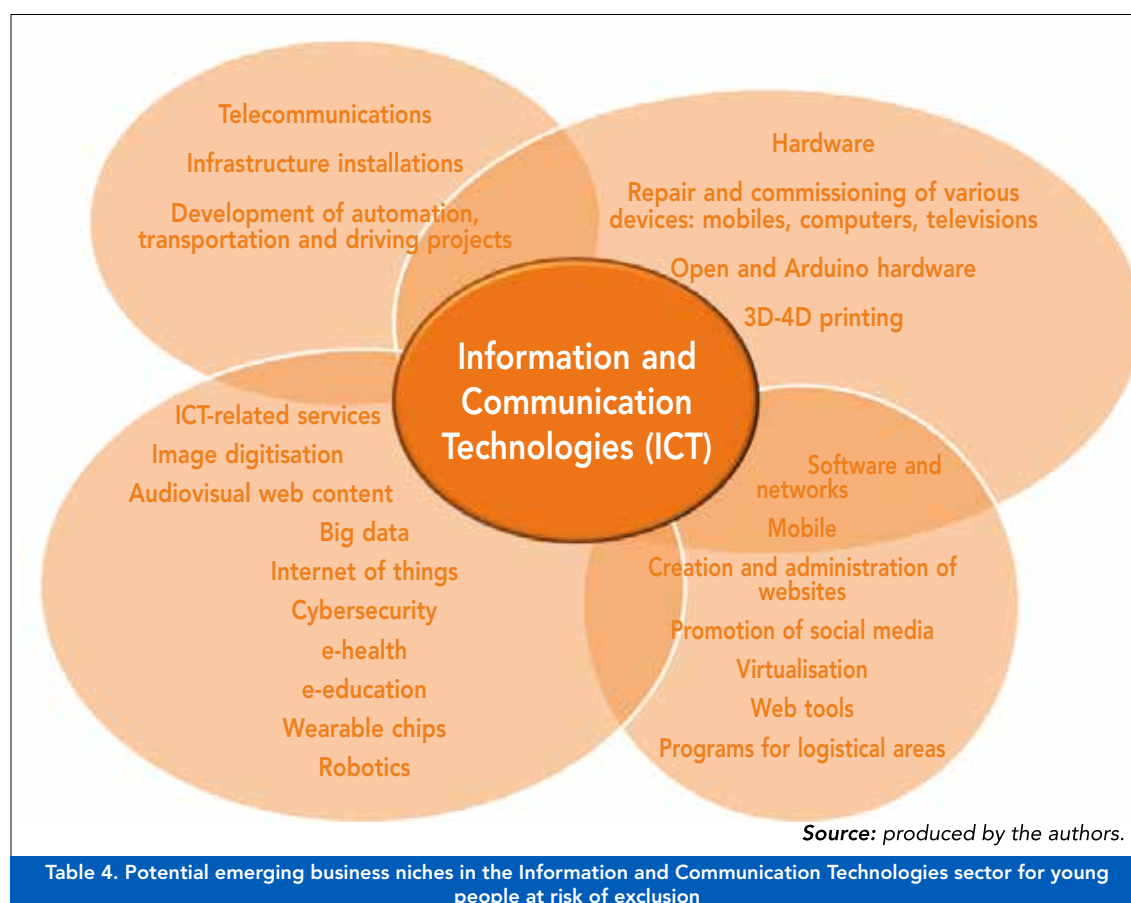 Telecommunications
Infrastructure installations
Development of automation,
transportation and driving projects
Hardware
Repair and commissioning of various
devices: mobiles, computers, televisions
Open and Arduino hardware
3D-4D printing
Information and
Communication
Technologies (ICT)
ICT-related services
Image digitisation
Audiovisual web content
Big data
Internet of things
Cybersecurity
e-health
e-education
Wearable chips
Robotics
Software and
networks
Mobile
Creation and administration of
websites
Promotion of social media
Virtualisation
Web tools
Programs for logistical areas
Source: produced by the authors.
Table 4. Potential emerging business niches in the Information and Communication Technologies sector for young
people at risk of exclusion